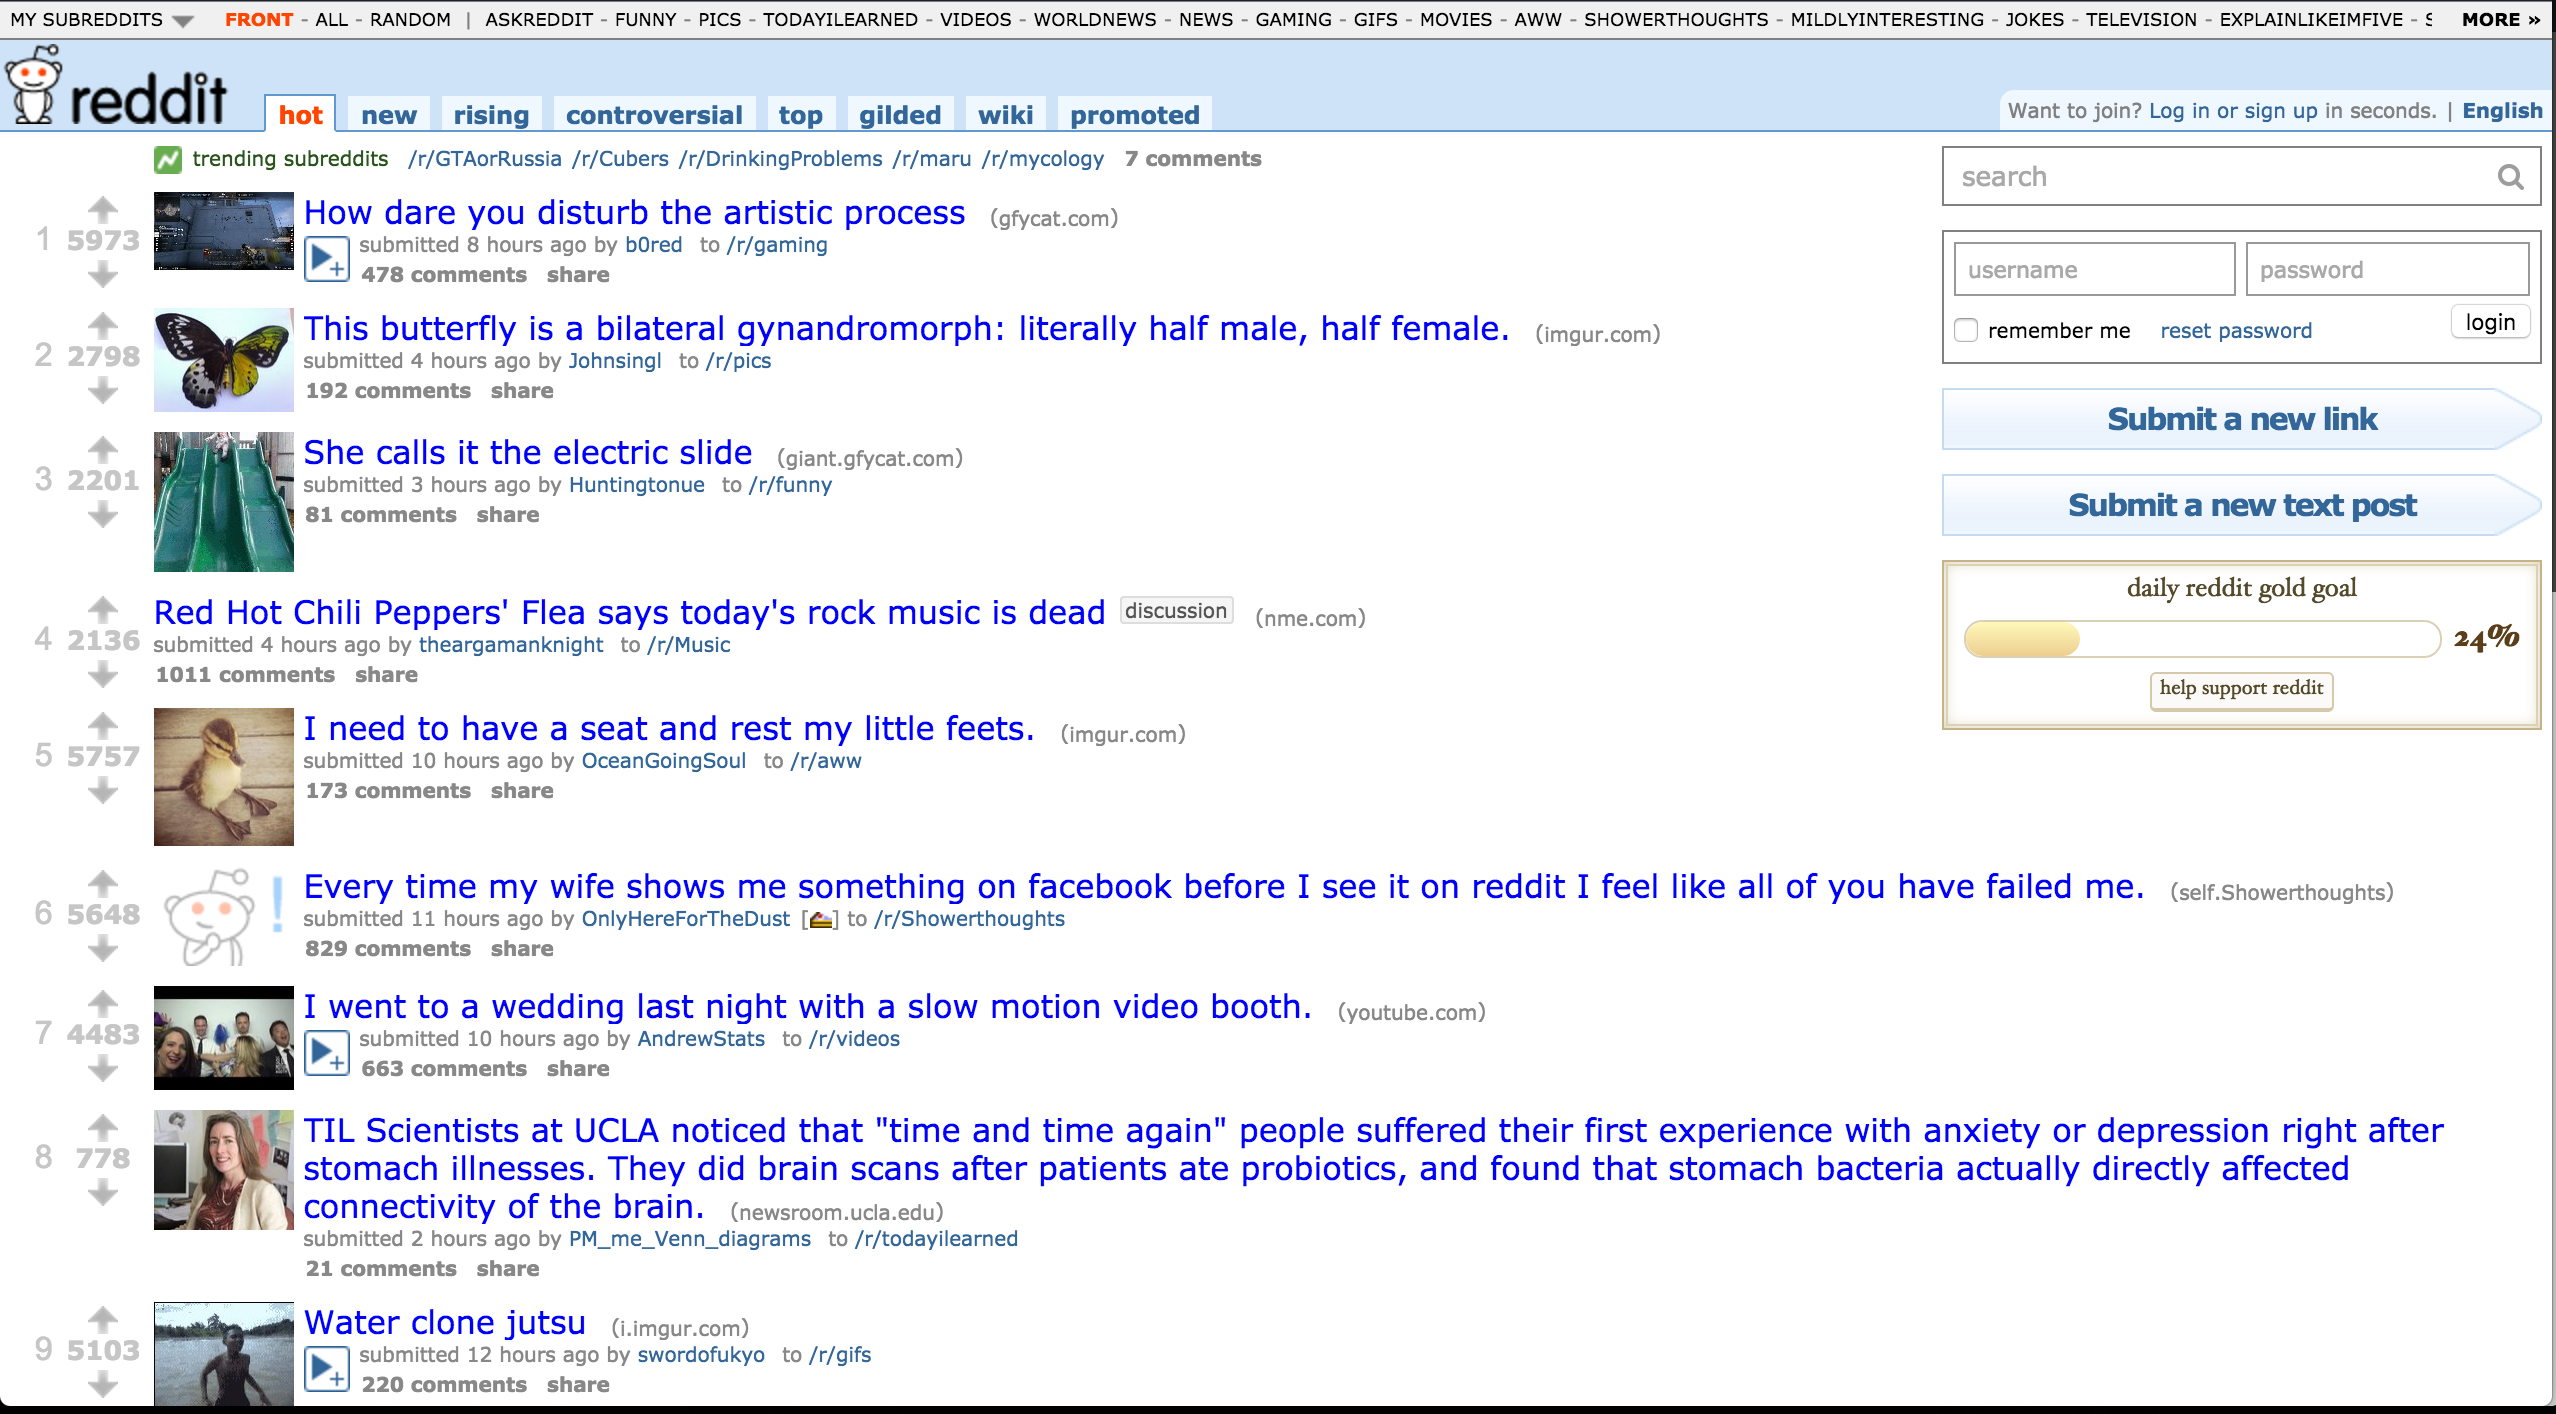 MY SUBREDDITS FRONT - ALL - RANDOM | ASKREDDIT - FUNNY - PICS - TODAYILEARNED - VIDEOS - WORLDNEWS - NEWS - GAMING - GIFS - MOVIES - AWW - SHOWERTHOUGHTS - MILDLYINTERESTING - JOKES - TELEVISION - EXPLAINLIKEIMFIVE - MORE »
reddit hot new rising controversial top gilded wiki promoted
Want to join? Log in or sign up in seconds. | English
trending subreddits /r/GTAorRussia /r/Cubers /r/DrinkingProblems /r/maru /r/mycology 7 comments
1 5973
How dare you disturb the artistic process (gfycat.com)
submitted 8 hours ago by b0red to /r/gaming
478 comments share
2 2798
This butterfly is a bilateral gynandromorph: literally half male, half female. (imgur.com)
submitted 4 hours ago by Johnsingl to /r/pics
192 comments share
3 2201
She calls it the electric slide (giant.gfycat.com)
submitted 3 hours ago by Huntingtonue to /r/funny
81 comments share
4 2136
Red Hot Chili Peppers' Flea says today's rock music is dead discussion (nme.com)
submitted 4 hours ago by theargamanknight to /r/Music
1011 comments share
5 5757
I need to have a seat and rest my little feets. (imgur.com)
submitted 10 hours ago by OceanGoingSoul to /r/aww
173 comments share
6 5648
Every time my wife shows me something on facebook before I see it on reddit I feel like all of you have failed me. (self.Showerthoughts)
submitted 11 hours ago by OnlyHereForTheDust [] to /r/Showerthoughts
829 comments share
7 4483
I went to a wedding last night with a slow motion video booth. (youtube.com)
submitted 10 hours ago by AndrewStats to /r/videos
663 comments share
8 778
TIL Scientists at UCLA noticed that "time and time again" people suffered their first experience with anxiety or depression right after
stomach illnesses. They did brain scans after patients ate probiotics, and found that stomach bacteria actually directly affected
connectivity of the brain. (newsroom.ucla.edu)
submitted 2 hours ago by PM_me_Venn_diagrams to /r/todayilearned
21 comments share
9 5103
Water clone jutsu (i.imgur.com)
submitted 12 hours ago by swordofukyo to /r/gifs
220 comments share
search
username password
remember me reset password login
Submit a new link
Submit a new text post
daily reddit gold goal
24%
help support reddit